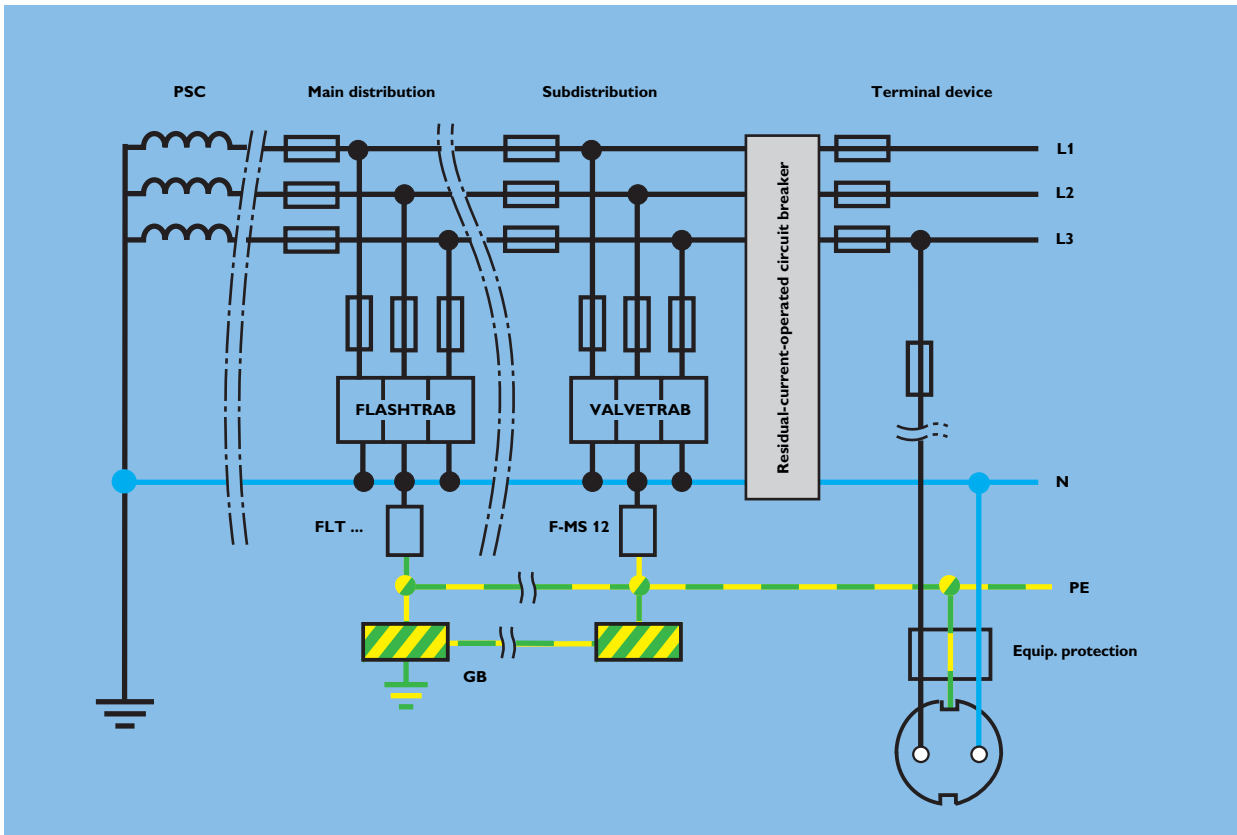 PSC
Main distribution
Subdistribution
Terminal device
L1
L2
L3
Residual-current-operated circuit breaker
FLASHTRAB
VALVETRAB
N
FLT ...
F-MS 12
PE
GB
Equip. protection